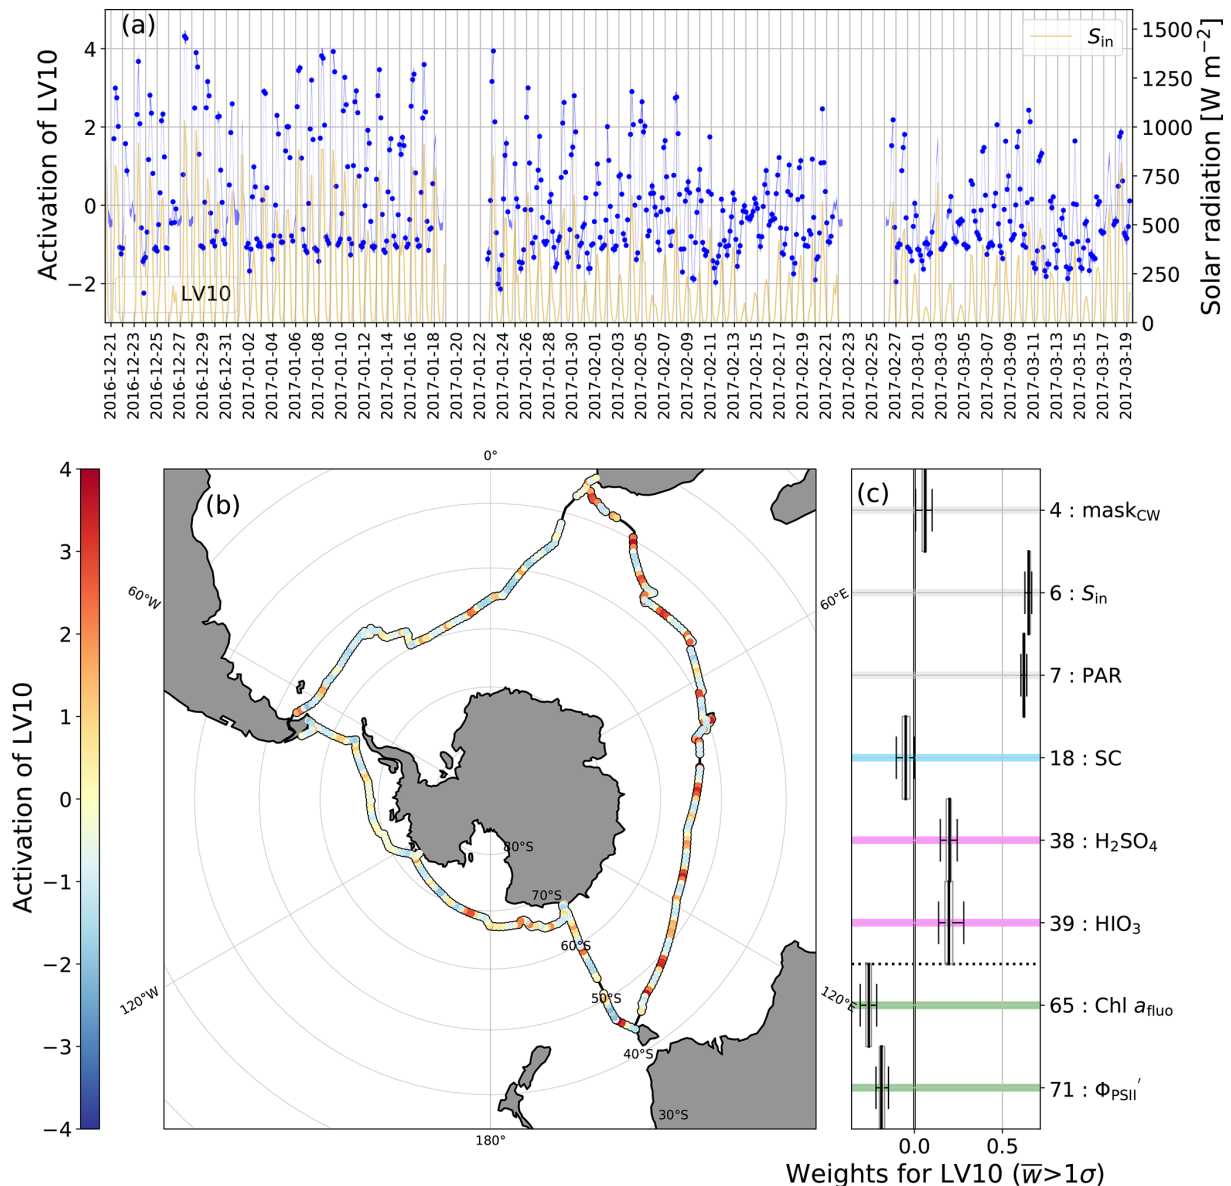 (a)
Activation of LV10
4
2
0
−2
LV10
S_in
Solar radiation [W m⁻²]
1500
1250
1000
750
500
250
0
2016-12-21
2016-12-23
2016-12-25
2016-12-27
2016-12-29
2016-12-31
2017-01-02
2017-01-04
2017-01-06
2017-01-08
2017-01-10
2017-01-12
2017-01-14
2017-01-16
2017-01-18
2017-01-20
2017-01-22
2017-01-24
2017-01-26
2017-01-28
2017-01-30
2017-02-01
2017-02-03
2017-02-05
2017-02-07
2017-02-09
2017-02-11
2017-02-13
2017-02-15
2017-02-17
2017-02-19
2017-02-21
2017-02-23
2017-02-25
2017-02-27
2017-03-01
2017-03-03
2017-03-05
2017-03-07
2017-03-09
2017-03-11
2017-03-13
2017-03-15
2017-03-17
2017-03-19
Activation of LV10
4
3
2
1
0
−1
−2
−3
−4
(b)
0°
60°W
60°E
120°W
120°E
180°
80°S
70°S
60°S
50°S
40°S
30°S
(c)
4 : mask_CW
6 : S_in
7 : PAR
18 : SC
38 : H₂SO₄
39 : HIO₃
65 : Chl a_fluo
71 : Φ_PSII′
0.0
0.5
Weights for LV10 (w̅>1σ)